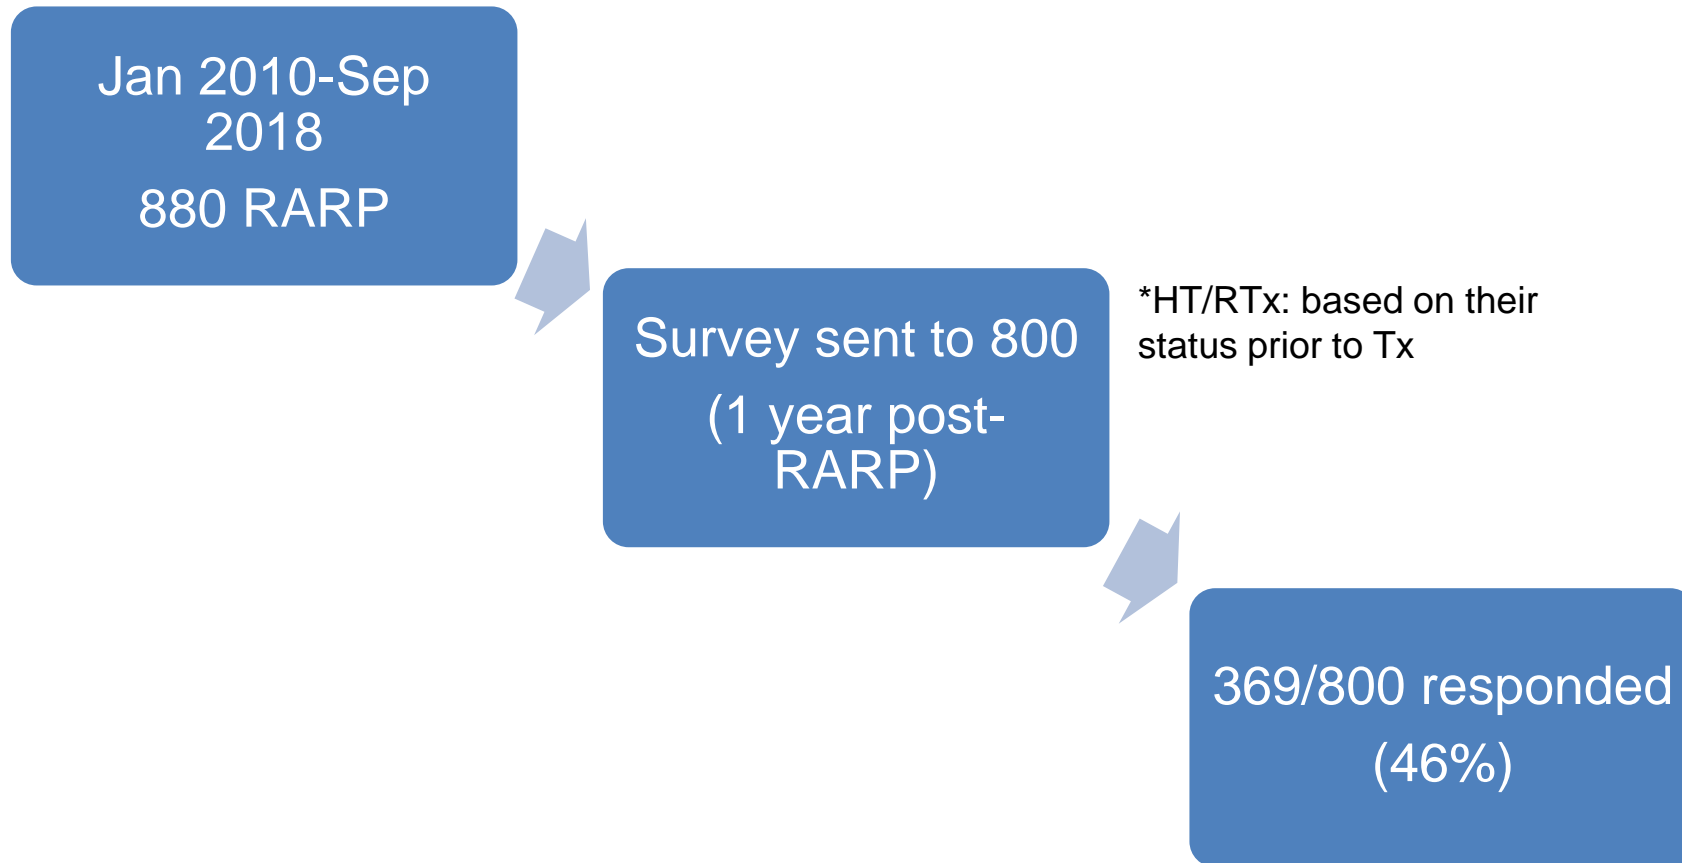 Jan 2010-Sep
2018
880 RARP
Survey sent to 800
(1 year post-
RARP)
*HT/RTx: based on their
status prior to Tx
369/800 responded
(46%)